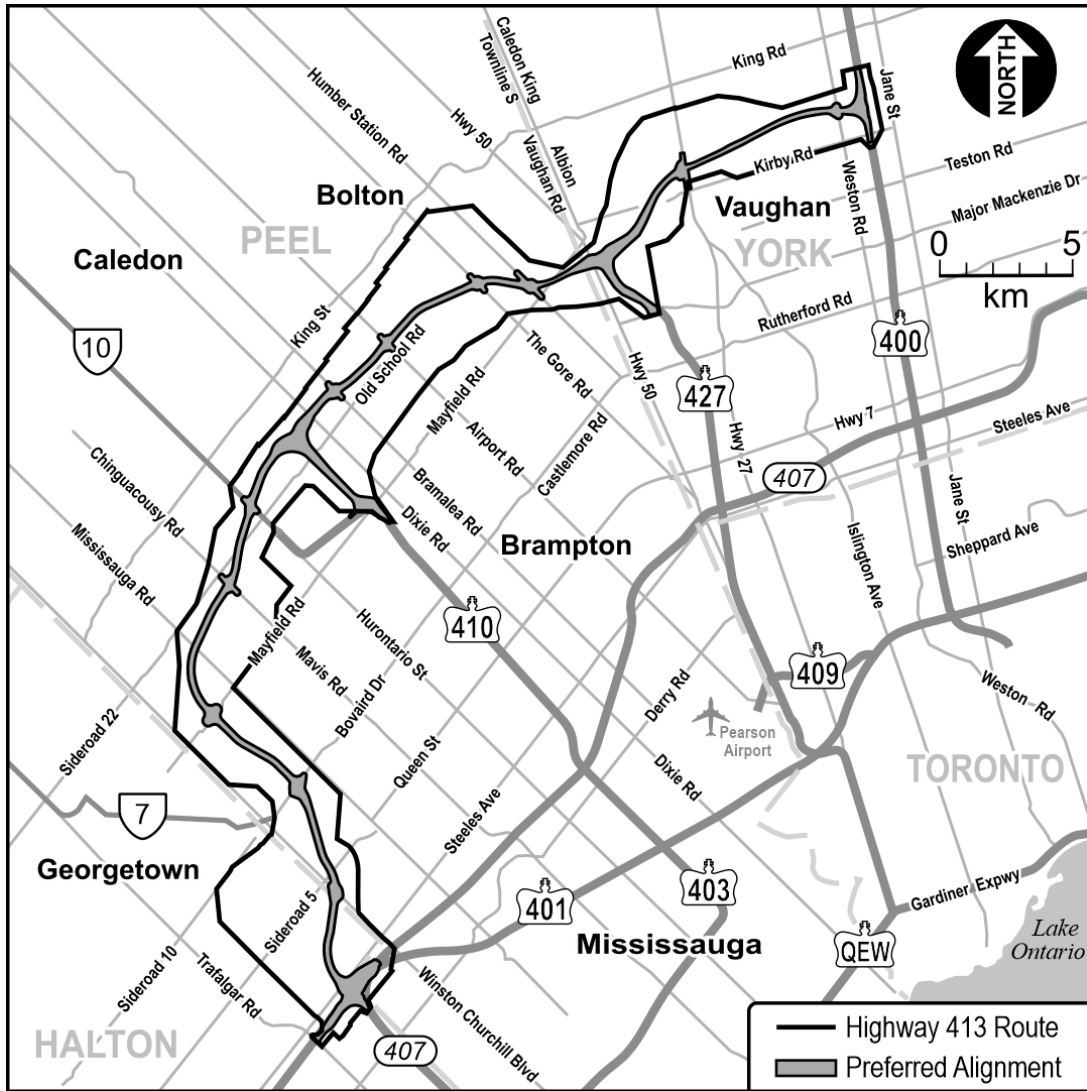 Caledon King
Townline S
King Rd
Jane St
NORTH
Humber Station Rd
Hwy 50
Albion
Vaughan Rd
Kirby Rd
Teston Rd
Weston Rd
Major Mackenzie Dr
Bolton
Vaughan
PEEL
YORK
Caledon
0 5
km
King St
Rutherford Rd
10
Old School Rd
The Gore Rd
400
Mayfield Rd
Hwy 50
427
Hwy 7
Steeles Ave
Airport Rd
Castlemore Rd
Hwy 27
407
Chinguacousy Rd
Bramalea Rd
Dixie Rd
Jane St
Mississauga Rd
Brampton
Islington Ave
Sheppard Ave
410
Mayfield Rd
Hurontario St
Mavis Rd
409
Derry Rd
Weston Rd
Bovaird Dr
Pearson
Airport
Sideroad 22
Queen St
Dixie Rd
TORONTO
7
Steeles Ave
Georgetown
403
401
Gardiner Expwy
Sideroad 5
Mississauga
QEW
Lake
Ontario
Sideroad 10
Trafalgar Rd
Winston Churchill Blvd
HALTON
407
Highway 413 Route
Preferred Alignment